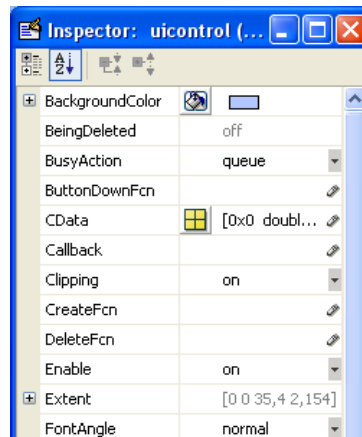 Inspector: uicontrol (...
BackgroundColor
BeingDeleted off
BusyAction queue
ButtonDownFcn
CData [0x0 doubl...
Callback
Clipping on
CreateFcn
DeleteFcn
Enable on
Extent [0 0 35,4 2,154]
FontAngle normal